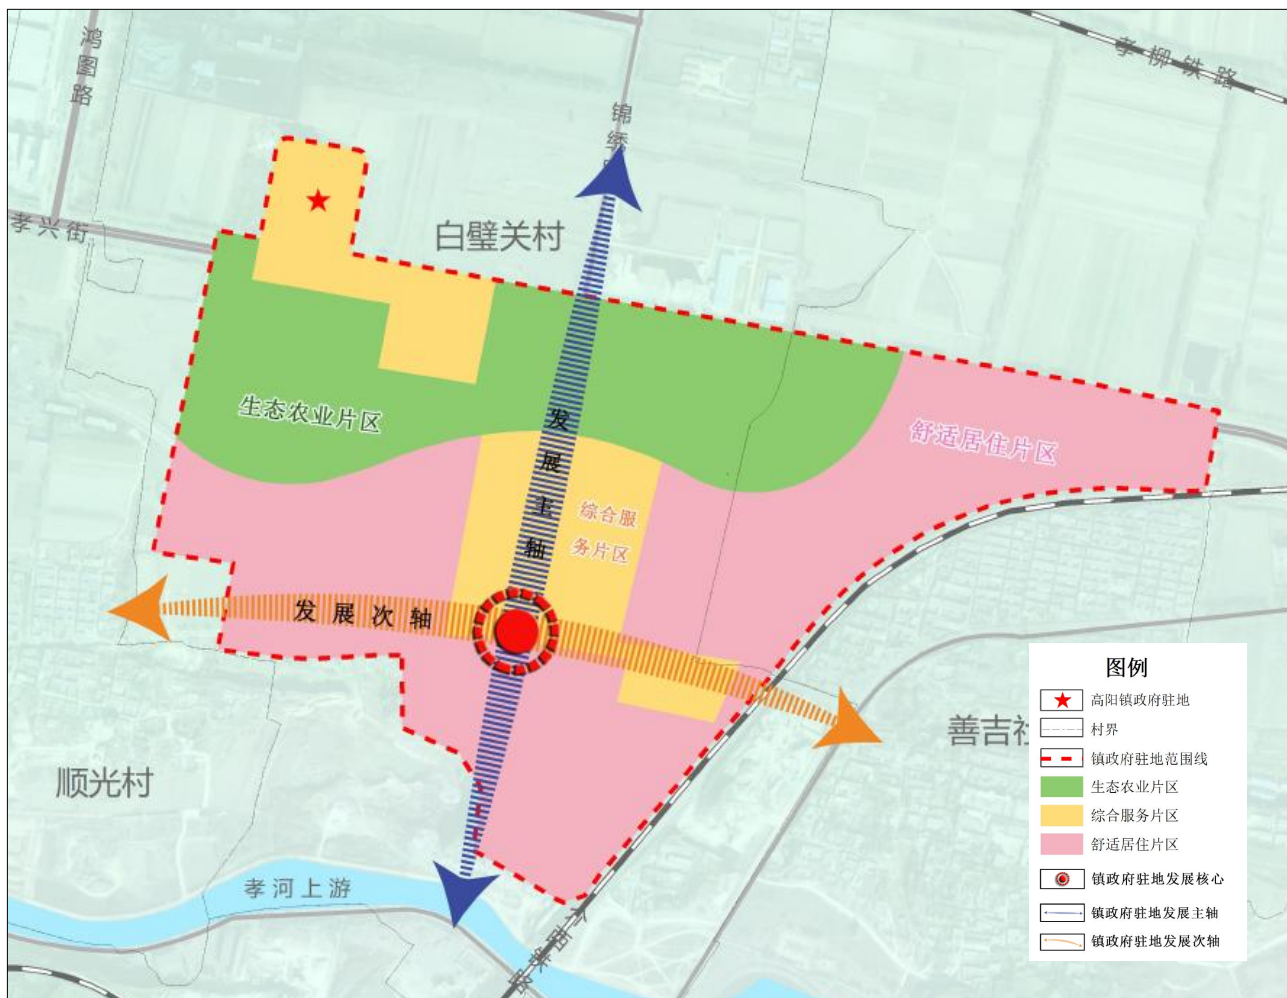 鸿图路
孝柳铁路
锦绣
孝兴街
白璧关村
生态农业片区
发展主轴
舒适居住片区
综合服
务片区
发展次轴
善吉
顺光村
孝河上游
介西铁路
图例
高阳镇政府驻地
村界
镇政府驻地范围线
生态农业片区
综合服务片区
舒适居住片区
镇政府驻地发展核心
镇政府驻地发展主轴
镇政府驻地发展次轴